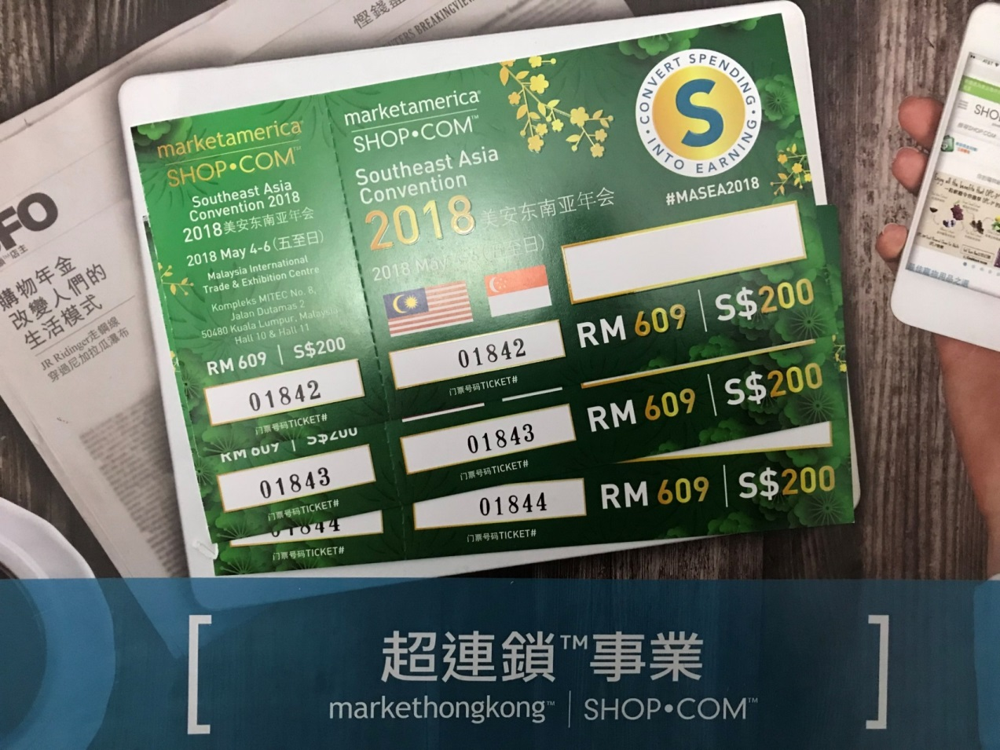 慳錢
BREAKINGVIEW
FO
店主
購物年金
改變人們的
生活模式
JR Ridinger走鋼線
穿過尼加拉瓜瀑布
marketamerica®
SHOP•COM™
Southeast Asia
Convention 2018
2018美安东南亚年会
2018 May 4-6 (五至日)
Malaysia International
Trade & Exhibition Centre
Kompleks MITEC No. 8,
Jalan Dutamas 2
50480 Kuala Lumpur, Malaysia
Hall 10 & Hall 11
RM 609 | S$200
01842
门票号码TICKET#
marketamerica®
SHOP•COM™
Southeast Asia
Convention
2018 美安东南亚年会
2018 May
至日)
CONVERT SPENDING
S
INTO EARNING
#MASEA2018
01842
门票号码TICKET#
RM 609 | S$200
RM 609 | S$200
01843
门票号码TICKET#
01843
门票号码TICKET#
RM 609 | S$200
01844
门票号码TICKET#
01844
门票号码TICKET#
RM 609 | S$200
SHO
超連鎖™事業
markethongkong™ | SHOP•COM™